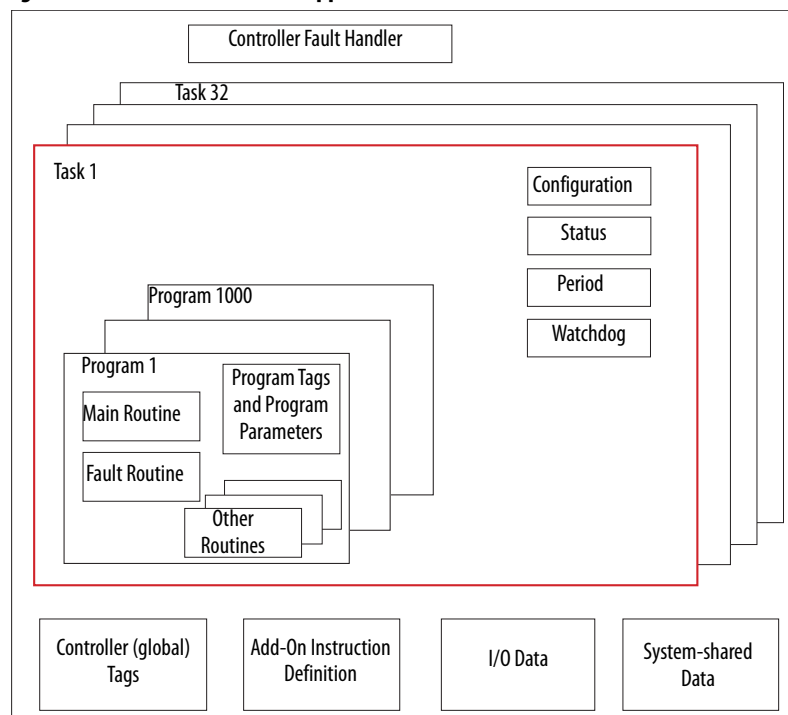 Controller Fault Handler
Task 32
Task 1
Configuration
Status
Period
Watchdog
Program 1000
Program 1
Program Tags
and Program
Parameters
Main Routine
Fault Routine
Other
Routines
Controller (global)
Tags
Add-On Instruction
Definition
I/O Data
System-shared
Data